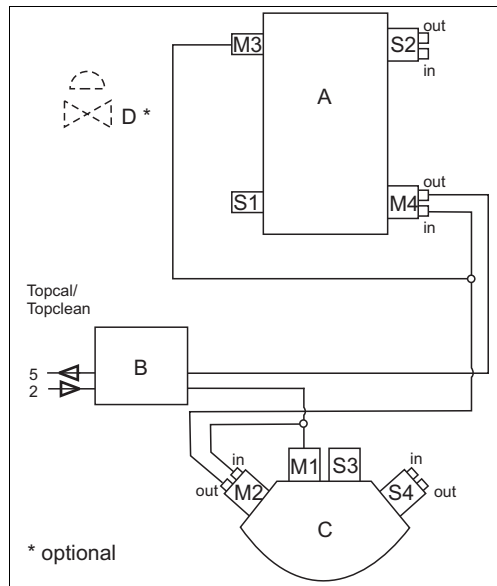 M3
S2
out
in
A
D *
S1
M4
out
in
Topcal/
Topclean
5
2
B
in
out
M2
M1
S3
S4
in
out
C
* optional